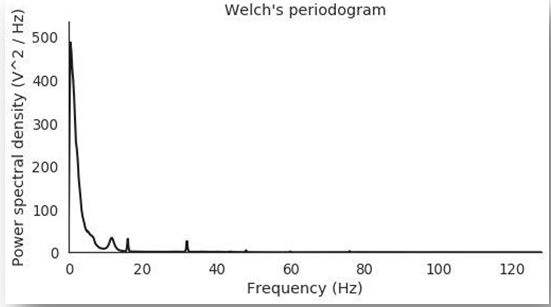 Welch's periodogram
Power spectral density (V^2 / Hz)
500
400
300
200
100
0
0 20 40 60 80 100 120
Frequency (Hz)